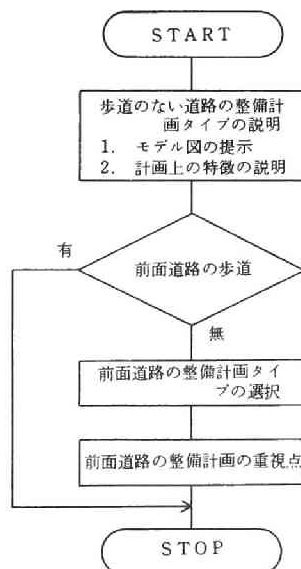 START
歩道のない道路の整備計
画タイプの説明
1. モデル図の提示
2. 計画上の特徴の説明
有
前面道路の歩道
無
前面道路の整備計画タイ
プの選択
前面道路の整備計画の重視点
STOP